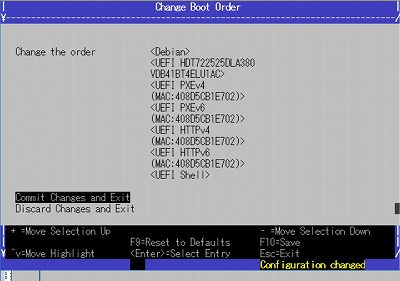 Change Boot Order
Change the order <Debian>
<UEFI HDT722525DLA380
VDB41BT4ELU1AC>
<UEFI PXEv4
(MAC:408D5CB1E702)>
<UEFI PXEv6
(MAC:408D5CB1E702)>
<UEFI HTTPv4
(MAC:408D5CB1E702)>
<UEFI HTTPv6
(MAC:408D5CB1E702)>
<UEFI Shell>
Commit Changes and Exit
Discard Changes and Exit
+ =Move Selection Up - =Move Selection Down
F9=Reset to Defaults F10=Save
^v=Move Highlight <Enter>=Select Entry Esc=Exit
Configuration changed